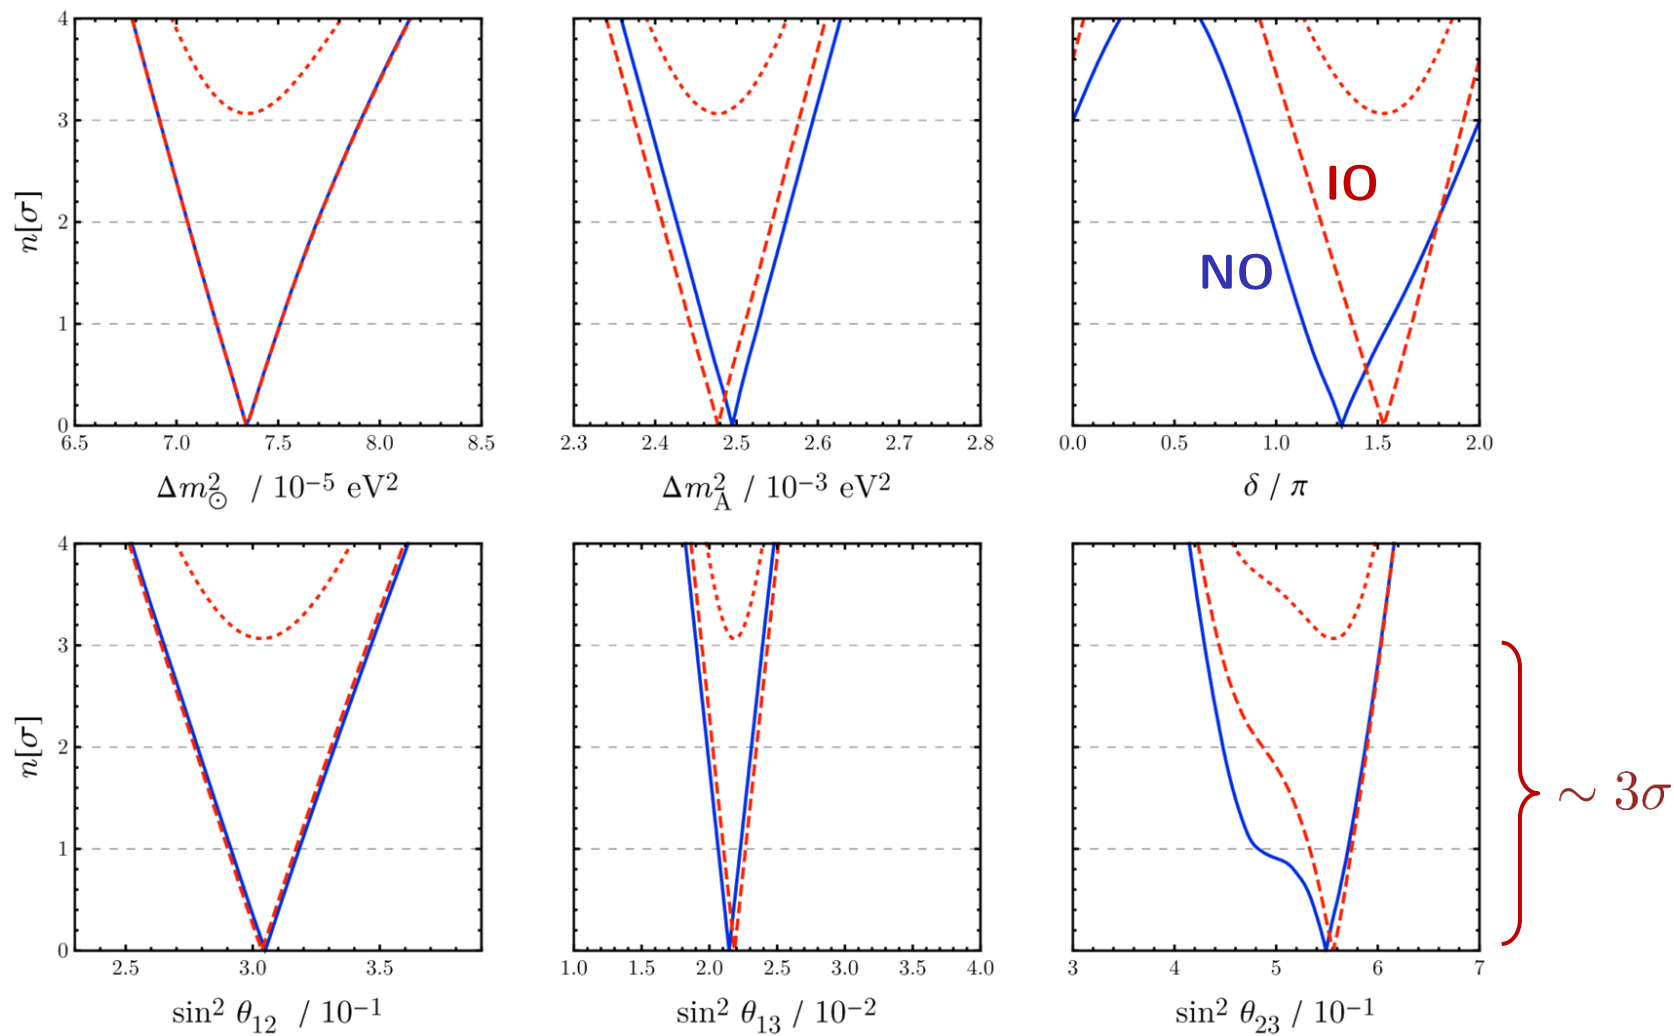 4
3
2
1
0
n[σ]
6.5 7.0 7.5 8.0 8.5
Δm²⊙ / 10⁻⁵ eV²
2.3 2.4 2.5 2.6 2.7 2.8
Δm²A / 10⁻³ eV²
IO
NO
0.0 0.5 1.0 1.5 2.0
δ / π
4
3
2
1
0
n[σ]
2.5 3.0 3.5
sin² θ₁₂ / 10⁻¹
1.0 1.5 2.0 2.5 3.0 3.5 4.0
sin² θ₁₃ / 10⁻²
3 4 5 6 7
sin² θ₂₃ / 10⁻¹
∼ 3σ